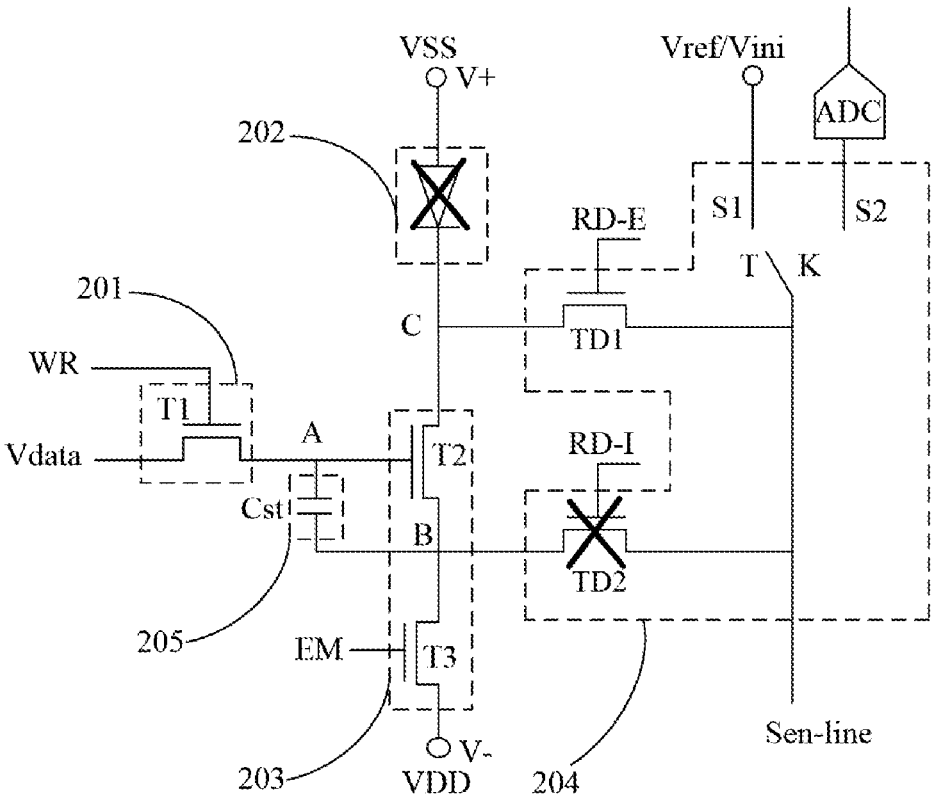 VSS
V+
Vref/Vini
ADC
202
S1
S2
RD-E
T
K
201
C
TD1
WR
T1
A
Vdata
T2
RD-I
Cst
B
TD2
205
EM
T3
Sen-line
V-
203
VDD
204